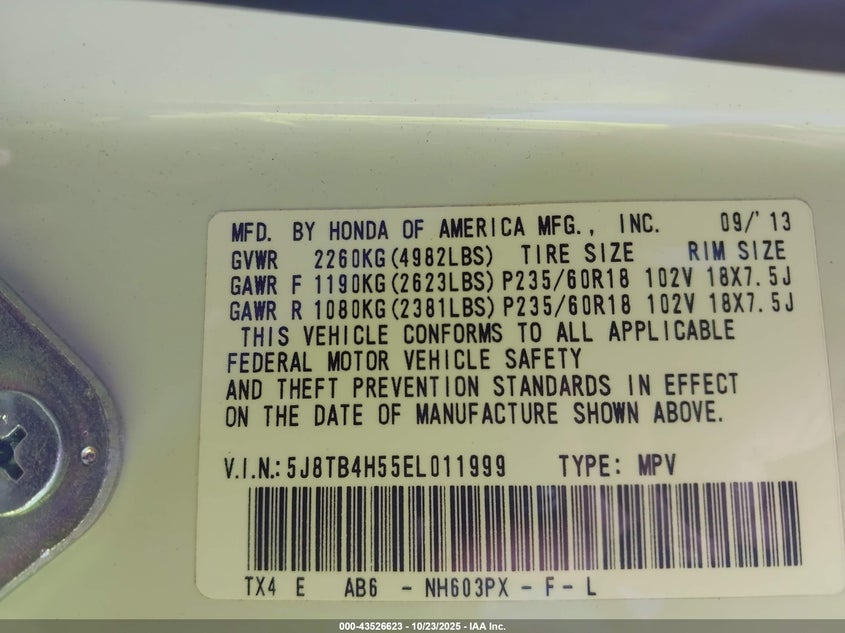 MFD. BY HONDA OF AMERICA MFG., INC. 09/'13
GVWR 2260KG(4982LBS) TIRE SIZE RIM SIZE
GAWR F 1190KG(2623LBS) P235/60R18 102V 18X7.5J
GAWR R 1080KG(2381LBS) P235/60R18 102V 18X7.5J
THIS VEHICLE CONFORMS TO ALL APPLICABLE
FEDERAL MOTOR VEHICLE SAFETY
AND THEFT PREVENTION STANDARDS IN EFFECT
ON THE DATE OF MANUFACTURE SHOWN ABOVE.
V.I.N.: 5J8TB4H55EL011999 TYPE: MPV
TX4 E AB6 - NH603PX - F - L
000-43526623 - 10/23/2025 - IAA Inc.